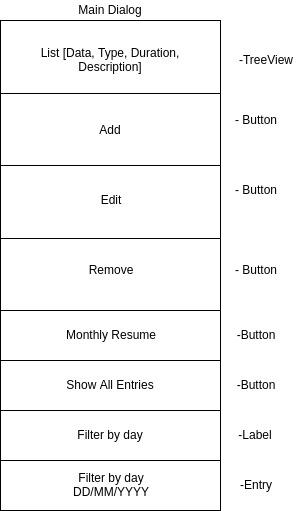 Main Dialog
List [Data, Type, Duration,
Description]
-TreeView
Add
- Button
Edit
- Button
Remove
- Button
Monthly Resume
-Button
Show All Entries
-Button
Filter by day
-Label
Filter by day
DD/MM/YYYY
-Entry